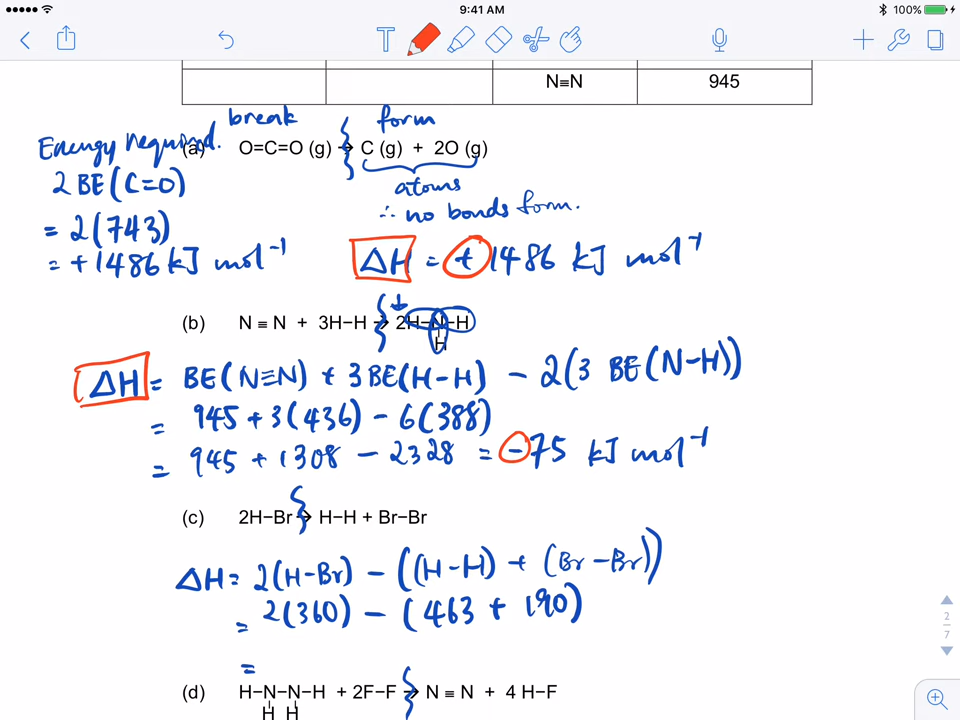 9:41 AM
100%
T
N≡N 945
break form
Energy required.
(a) O=C=O (g) → C (g) + 2O (g)
2 BE(C=O)
atoms
∴ no bonds form.
= 2(743)
= +1486 kJ mol⁻¹
ΔH = + 1486 kJ mol⁻¹
(b) N ≡ N + 3H−H → 2H−N−H
H
ΔH = BE(N≡N) + 3BE(H-H) - 2(3 BE(N-H))
= 945 + 3(436) - 6(388)
= 945 + 1308 - 2328 = -75 kJ mol⁻¹
(c) 2H−Br → H−H + Br−Br
ΔH = 2(H-Br) - ((H-H) + (Br-Br))
= 2(360) - (463 + 190)
=
(d) H−N−N−H + 2F−F → N ≡ N + 4 H−F
H H
2
7